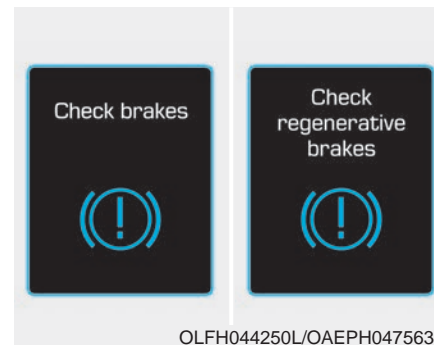 Check brakes
Check
regenerative
brakes
OLFH044250L/OAEPH047563